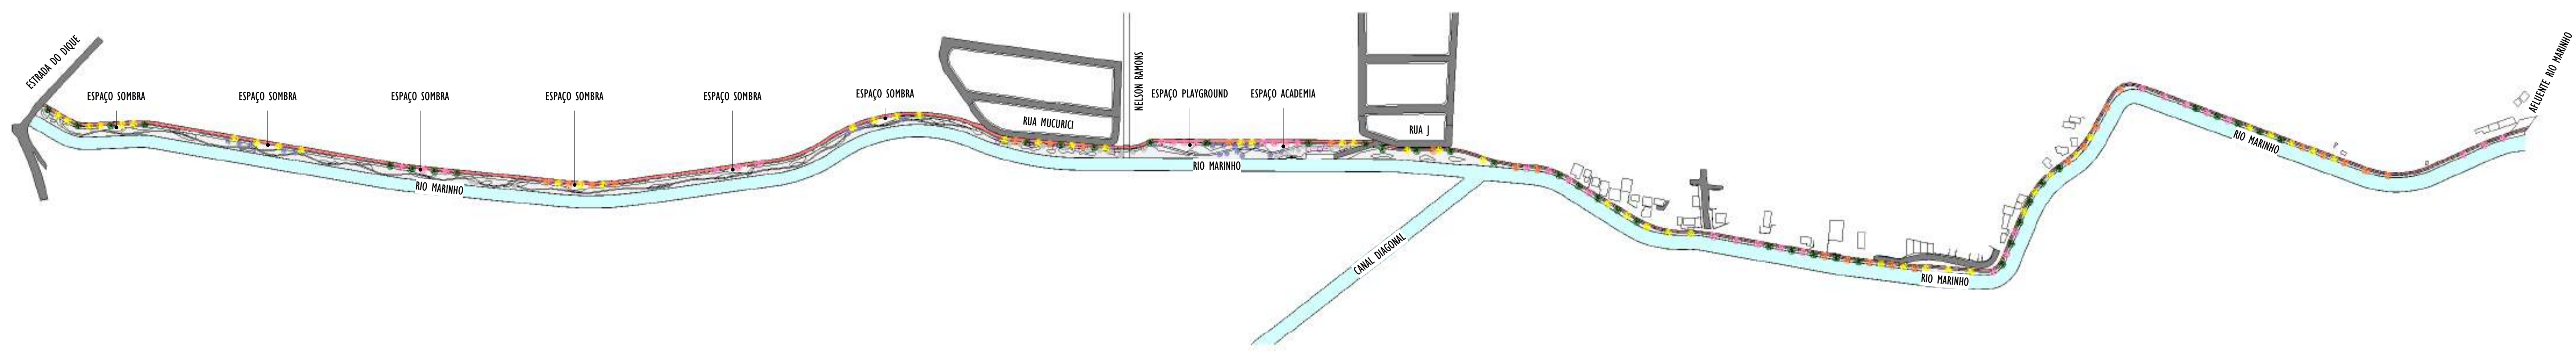 ESTRADA DO DIQUE
ESPAÇO SOMBRA
ESPAÇO SOMBRA
ESPAÇO SOMBRA
ESPAÇO SOMBRA
ESPAÇO SOMBRA
ESPAÇO SOMBRA
RIO MARINHO
RUA MUCURICI
NELSON RAMONS
ESPAÇO PLAYGROUND
ESPAÇO ACADEMIA
RIO MARINHO
RUA J
CANAL DIAGONAL
RIO MARINHO
RIO MARINHO
AFLUENTE RIO MARINHO